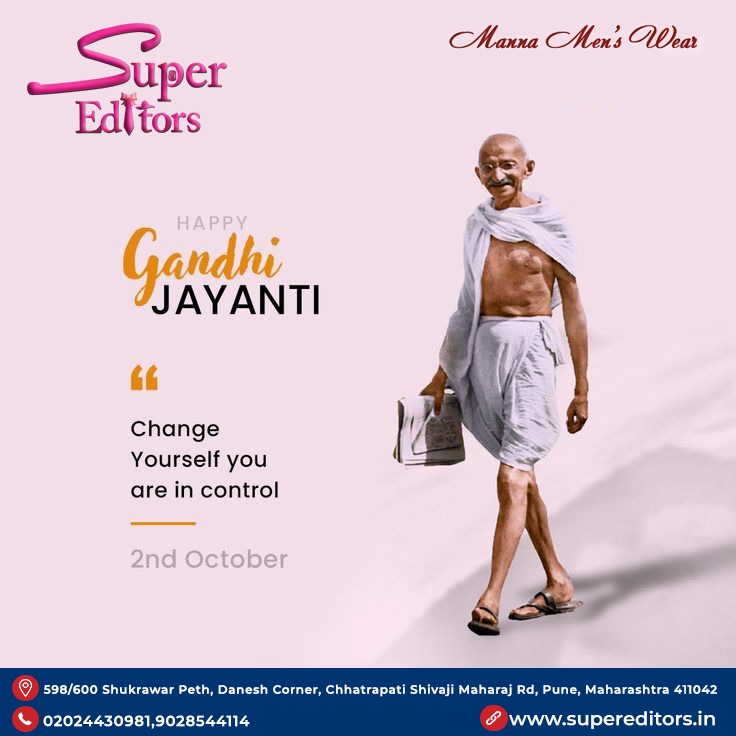 Super
Editors
Manna Men's Wear
HAPPY
Gandhi
JAYANTI
“
Change
Yourself you
are in control
2nd October
598/600 Shukrawar Peth, Danesh Corner, Chhatrapati Shivaji Maharaj Rd, Pune, Maharashtra 411042
02024430981,9028544114
www.supereditors.in